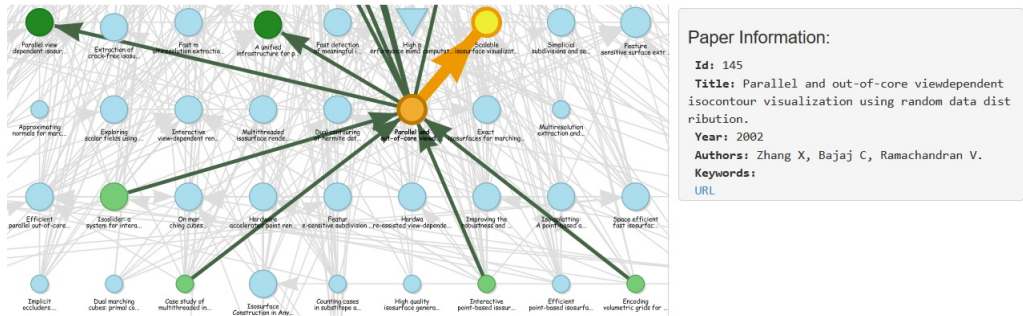 Parallel view
dependent isosur...
Extraction of
crack-free isosu...
Fast m
resolution extractio...
A unified
infrastructure for p...
Fast detection
of meaningful i...
High p
erformance computat...
Scalable
isosurface visualizat...
Simplicial
subdivisions and se...
Feature
sensitive surface extr...
Approximating
normals for marc...
Exploring
scalar fields using
Interactive
view-dependent ren...
Multithreaded
isosurface rende...
Dual contouring
of hermite dat...
Parallel and
out-of-core viewd
Exact
isosurfaces for marching...
Multiresolution
extraction and...
Efficient
parallel out-of-core...
Isoslider: a
system for intera...
On mar
ching cubes...
Hardware
accelerated point ren...
Featur
e-sensitive subdivision
Hardwa
re-assisted view-depende...
Improving the
robustness and ...
Iso-splatting:
A point-based a...
Space efficient
fast isosurfac...
Implicit
occluders...
Dual marching
cubes: primal ce...
Case study of
multithreaded in...
Isosurface
Construction in Any...
Counting cases
in substitope a...
High quality
isosurface genera...
Interactive
point-based isosur...
Efficient
point-based isosurfa...
Encoding
volumetric grids for ...
Paper Information:
Id: 145
Title: Parallel and out-of-core viewdependent
isocontour visualization using random data dist
ribution.
Year: 2002
Authors: Zhang X, Bajaj C, Ramachandran V.
Keywords:
URL